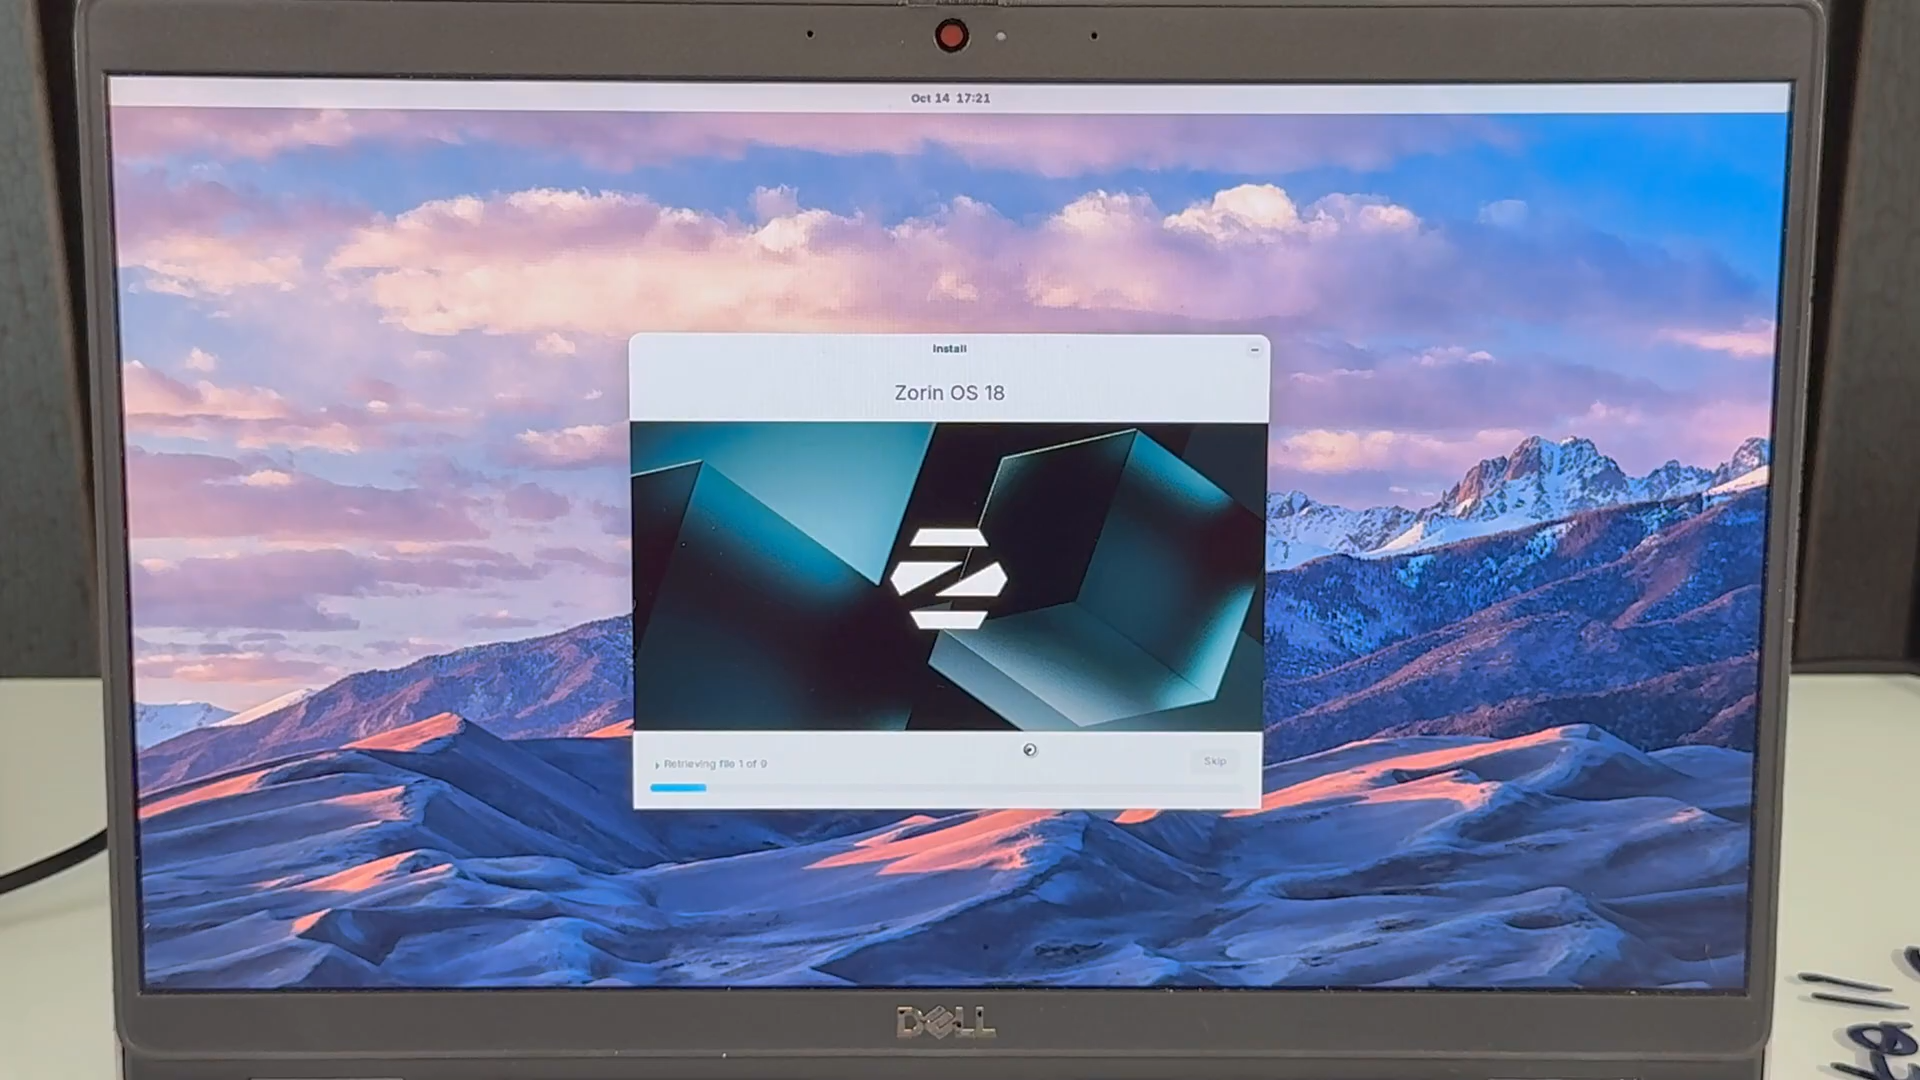 Oct 14 17:21
Install
Zorin OS 18
Retrieving file 1 of 9
Skip
DELL